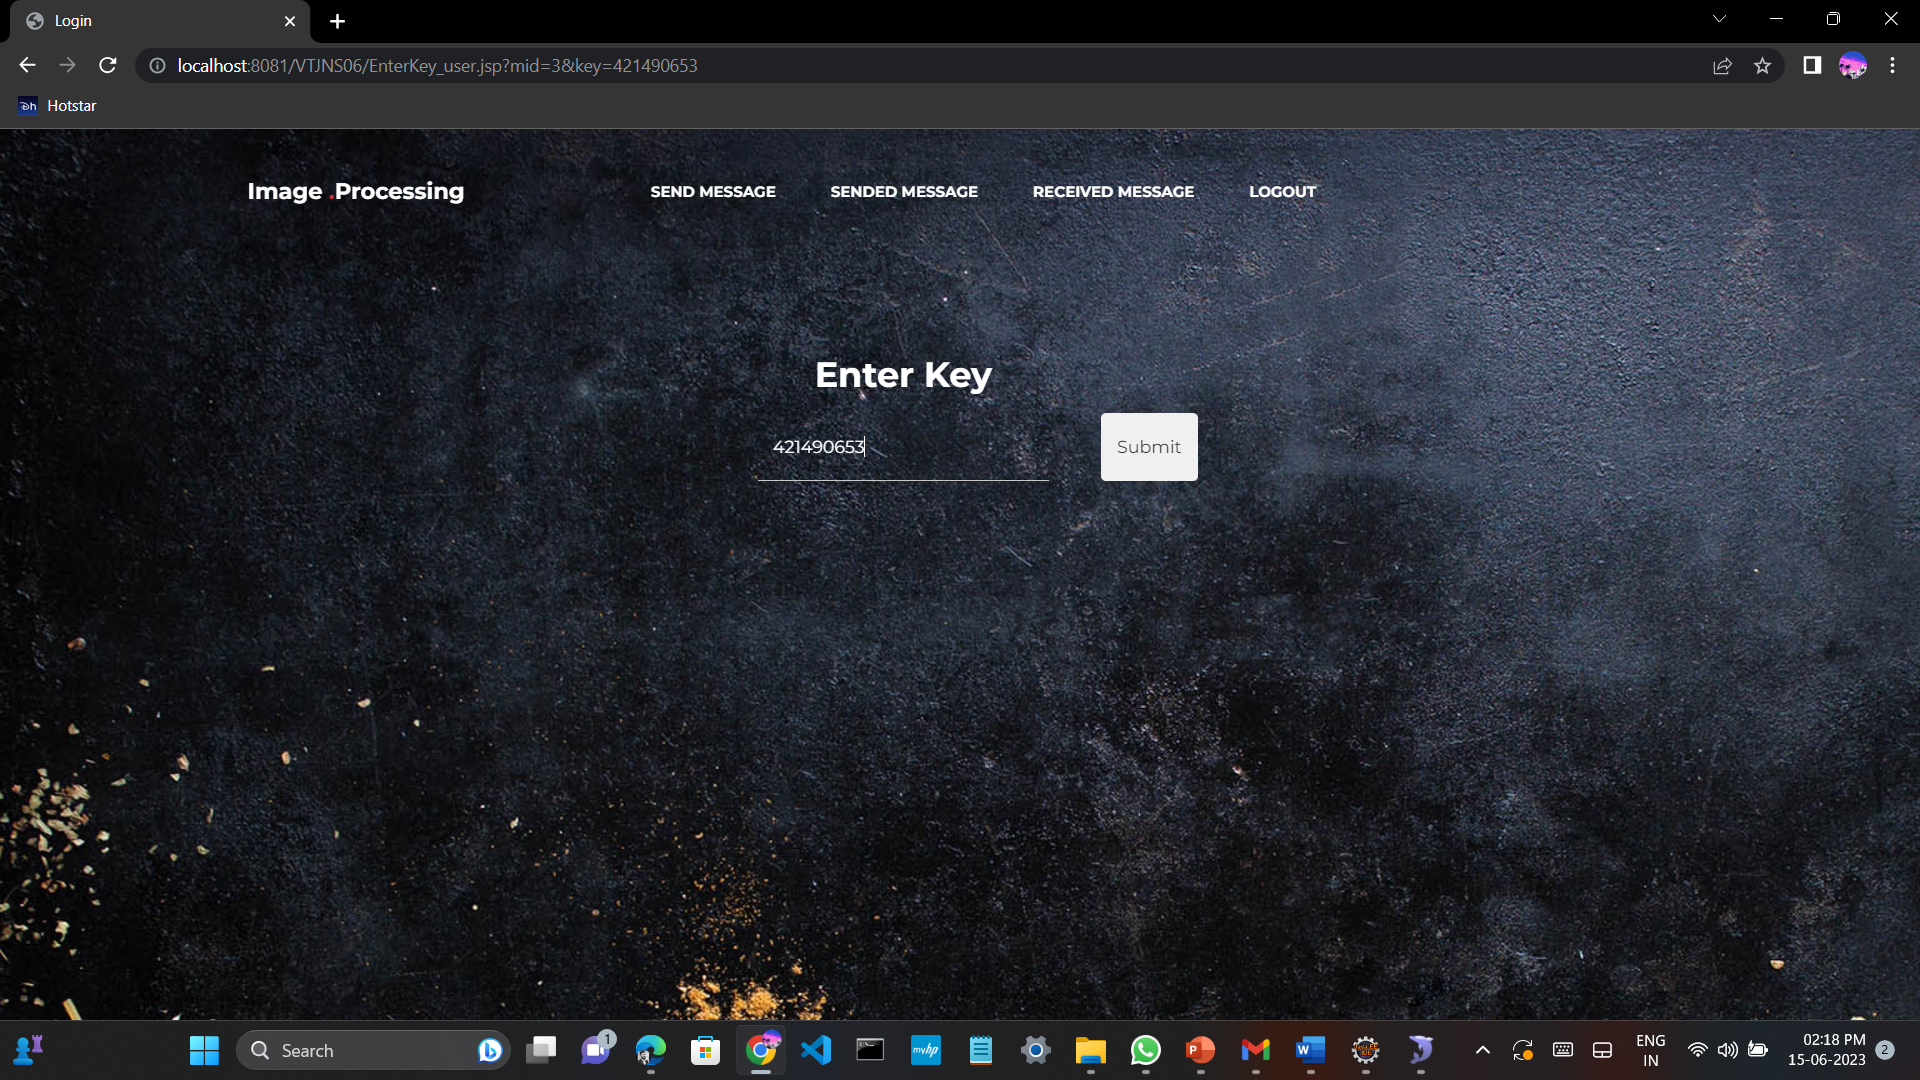 Login
localhost:8081/VTJNS06/EnterKey_user.jsp?mid=3&key=421490653
Hotstar
Image .Processing
SEND MESSAGE
SENDED MESSAGE
RECEIVED MESSAGE
LOGOUT
Enter Key
421490653
Submit
Search
1
myhp
ENG
IN
02:18 PM
15-06-2023
2